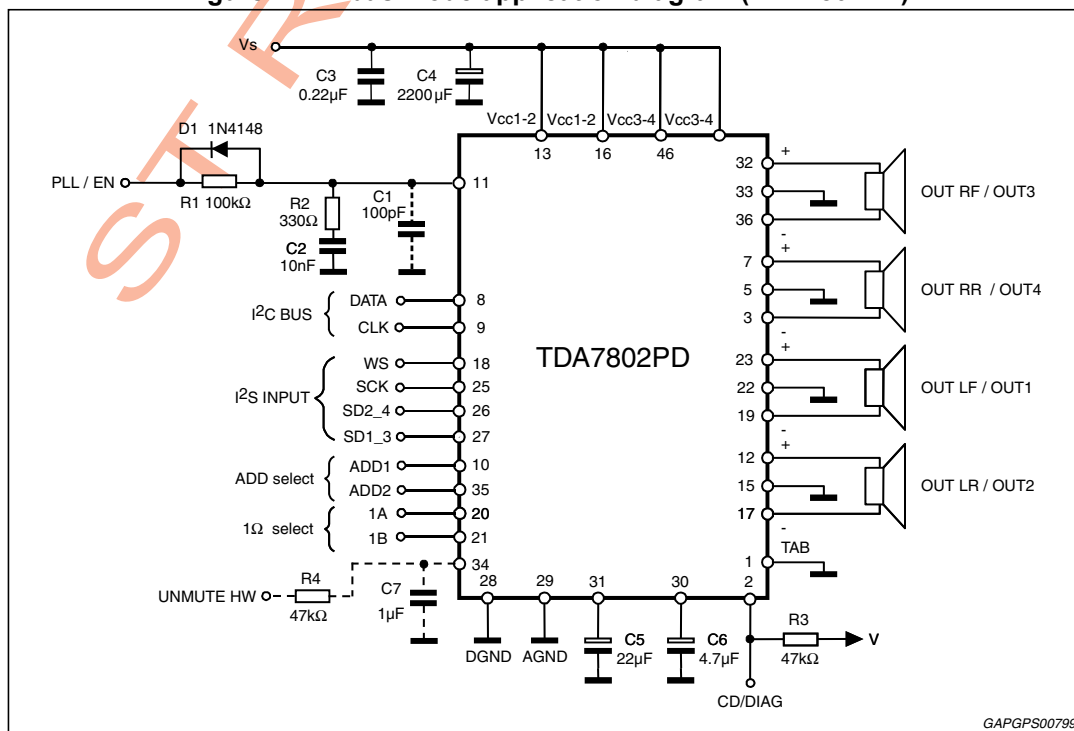 Vs
C3
0.22µF
C4
2200µF
Vcc1-2
Vcc1-2
Vcc3-4
Vcc3-4
13
16
46
D1 1N4148
PLL / EN
R1 100kΩ
R2
330Ω
C2
10nF
C1
100pF
11
I²C BUS
DATA
8
CLK
9
I²S INPUT
WS
18
SCK
25
SD2_4
26
SD1_3
27
ADD select
ADD1
10
ADD2
35
1Ω select
1A
20
1B
21
34
UNMUTE HW
R4
47kΩ
C7
1µF
TDA7802PD
32
+
33
36
-
OUT RF / OUT3
7
+
5
3
-
OUT RR / OUT4
23
+
22
19
-
OUT LF / OUT1
12
+
15
17
-
OUT LR / OUT2
TAB
1
28
29
31
30
2
DGND
AGND
C5
22µF
C6
4.7µF
R3
47kΩ
V
CD/DIAG
GAPGPS00799